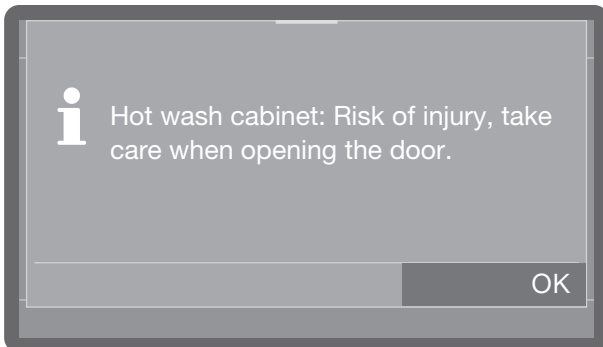 Hot wash cabinet: Risk of injury, take
care when opening the door.
OK